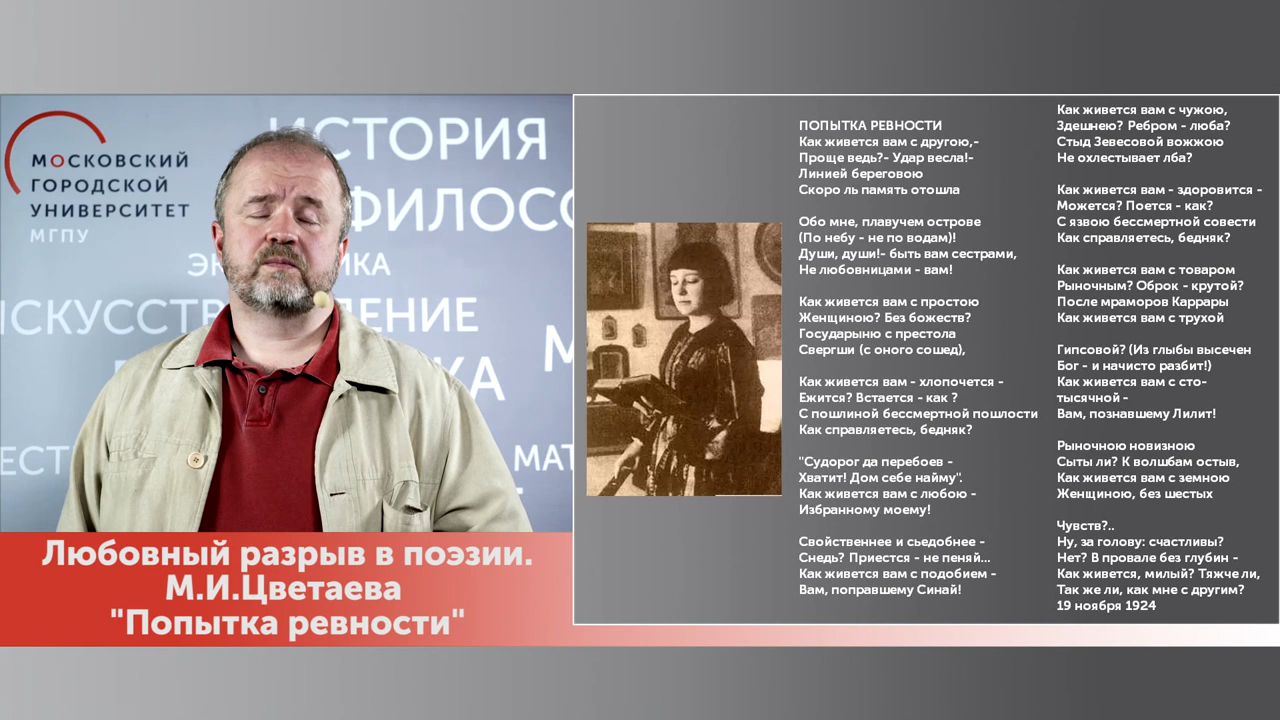 МОСКОВСКИЙ
ГОРОДСКОЙ
УНИВЕРСИТЕТ
МГПУ
ИСТОРИЯ
ФИЛОСО
ЭК
ИКА
ИСКУССТВ
ЕНИЕ
КА
М
ЕСТ
МАТ
Любовный разрыв в поэзии.
М.И.Цветаева
"Попытка ревности"
ПОПЫТКА РЕВНОСТИ
Как живется вам с другою,-
Проще ведь?- Удар весла!-
Линией береговою
Скоро ль память отошла
Обо мне, плавучем острове
(По небу - не по водам)!
Души, души!- быть вам сестрами,
Не любовницами - вам!
Как живется вам с простою
Женщиною? Без божеств?
Государыню с престола
Свергши (с оного сошед),
Как живется вам - хлопочется -
Ежится? Встается - как ?
С пошлиной бессмертной пошлости
Как справляетесь, бедняк?
"Судорог да перебоев -
Хватит! Дом себе найму".
Как живется вам с любою -
Избранному моему!
Свойственнее и сьедобнее -
Снедь? Приестся - не пеняй...
Как живется вам с подобием -
Вам, поправшему Синай!
Как живется вам с чужою,
Здешнею? Ребром - люба?
Стыд Зевесовой вожжою
Не охлестывает лба?
Как живется вам - здоровится -
Можется? Поется - как?
С язвою бессмертной совести
Как справляетесь, бедняк?
Как живется вам с товаром
Рыночным? Оброк - крутой?
После мраморов Каррары
Как живется вам с трухой
Гипсовой? (Из глыбы высечен
Бог - и начисто разбит!)
Как живется вам с сто-
тысячной -
Вам, познавшему Лилит!
Рыночною новизною
Сыты ли? К волшбам остыв,
Как живется вам с земною
Женщиною, без шестых
Чувств?..
Ну, за голову: счастливы?
Нет? В провале без глубин -
Как живется, милый? Тяжче ли,
Так же ли, как мне с другим?
19 ноября 1924